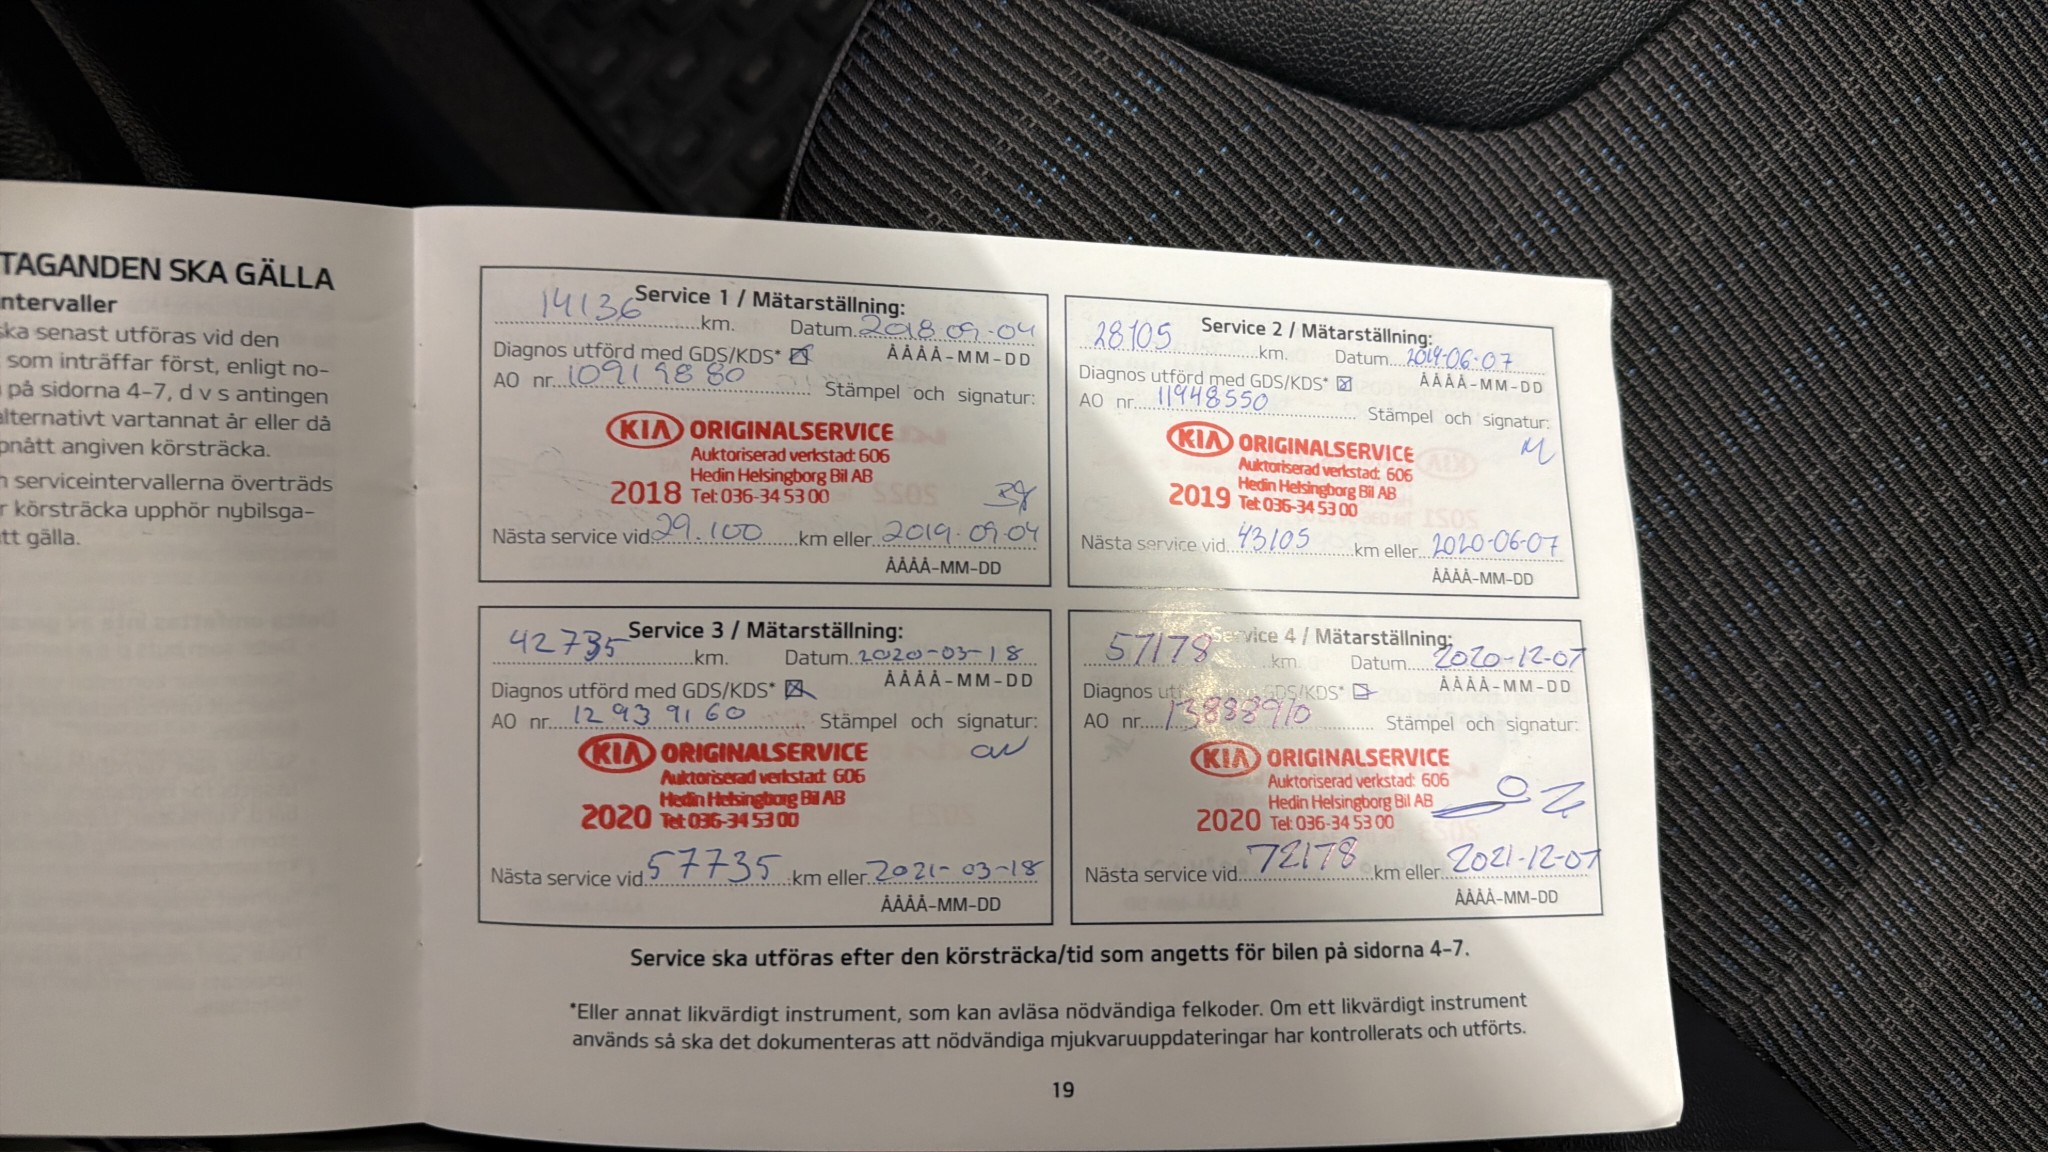 TAGANDEN SKA GÄLLA
ntervaller
ska senast utföras vid den
som inträffar först, enligt no-
på sidorna 4-7, d v s antingen
alternativt vartannat år eller då
pnått angiven körsträcka.
n serviceintervallerna överträds
r körsträcka upphör nybilsga-
tt gälla.
Service 1 / Mätarställning:
14136 km. Datum 2018 09-04
Diagnos utförd med GDS/KDS* ÅÅÅÅ-MM-DD
AO nr. 10919880 Stämpel och signatur:
KIA ORIGINALSERVICE
Auktoriserad verkstad: 606
Hedin Helsingborg Bil AB
2018 Tel: 036-34 53 00
Nästa service vid 29.100 km eller 2019-09-04
ÅÅÅÅ-MM-DD
Service 2 / Mätarställning:
28105 km. Datum 2019-06-07
Diagnos utförd med GDS/KDS* ÅÅÅÅ-MM-DD
AO nr. 11948550 Stämpel och signatur:
KIA ORIGINALSERVICE
Auktoriserad verkstad: 606
Hedin Helsingborg Bil AB
2019 Tel: 036-34 53 00
Nästa service vid 43105 km eller 2020-06-07
ÅÅÅÅ-MM-DD
Service 3 / Mätarställning:
42735 km. Datum 2020-03-18
Diagnos utförd med GDS/KDS* ÅÅÅÅ-MM-DD
AO nr. 12939160 Stämpel och signatur:
KIA ORIGINALSERVICE
Auktoriserad verkstad: 606
Hedin Helsingborg Bil AB
2020 Tel: 036-34 53 00
Nästa service vid 57735 km eller 2021-03-18
ÅÅÅÅ-MM-DD
Service 4 / Mätarställning:
57178 km. Datum 2020-12-07
Diagnos utförd med GDS/KDS* ÅÅÅÅ-MM-DD
AO nr. 13888910 Stämpel och signatur:
KIA ORIGINALSERVICE
Auktoriserad verkstad: 606
Hedin Helsingborg Bil AB
2020 Tel: 036-34 53 00
Nästa service vid 72178 km eller 2021-12-07
ÅÅÅÅ-MM-DD
Service ska utföras efter den körsträcka/tid som angetts för bilen på sidorna 4-7.
*Eller annat likvärdigt instrument, som kan avläsa nödvändiga felkoder. Om ett likvärdigt instrument
används så ska det dokumenteras att nödvändiga mjukvaruuppdateringar har kontrollerats och utförts.
19